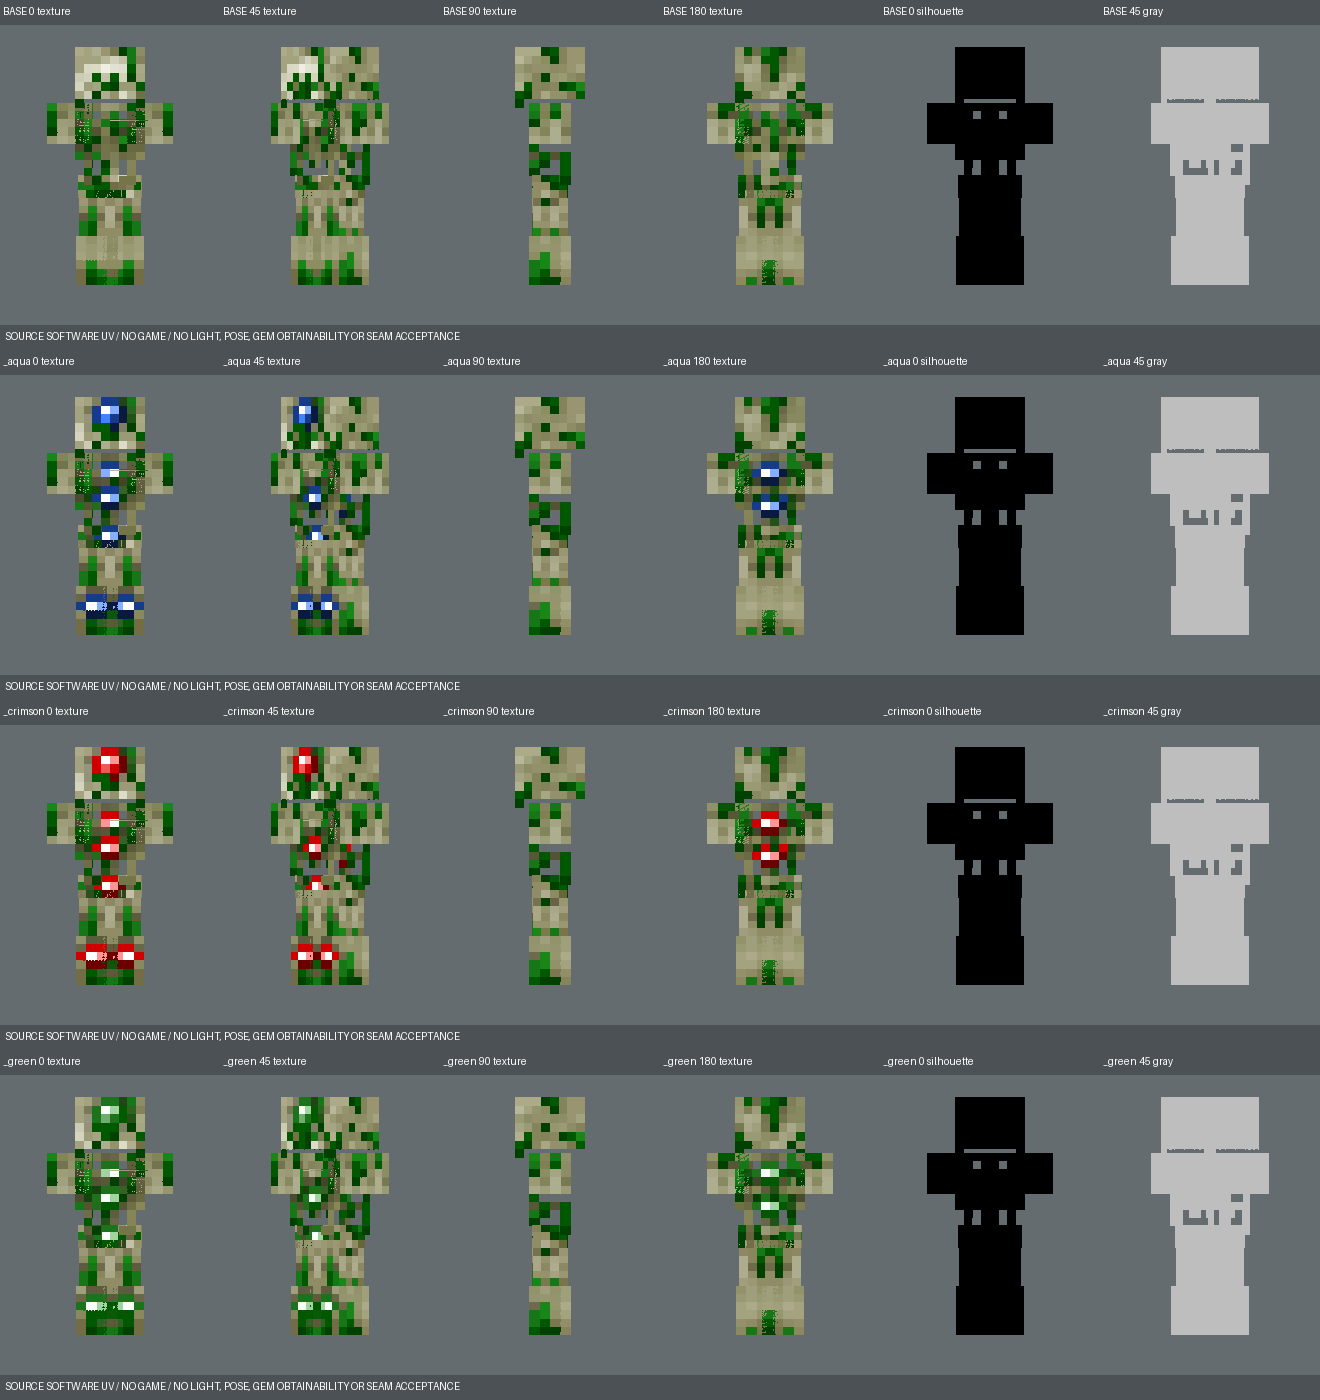 BASE 0 texture BASE 45 texture BASE 90 texture BASE 180 texture BASE 0 silhouette BASE 45 gray
SOURCE SOFTWARE UV / NO GAME / NO LIGHT, POSE, GEM OBTAINABILITY OR SEAM ACCEPTANCE
_aqua 0 texture _aqua 45 texture _aqua 90 texture _aqua 180 texture _aqua 0 silhouette _aqua 45 gray
SOURCE SOFTWARE UV / NO GAME / NO LIGHT, POSE, GEM OBTAINABILITY OR SEAM ACCEPTANCE
_crimson 0 texture _crimson 45 texture _crimson 90 texture _crimson 180 texture _crimson 0 silhouette _crimson 45 gray
SOURCE SOFTWARE UV / NO GAME / NO LIGHT, POSE, GEM OBTAINABILITY OR SEAM ACCEPTANCE
_green 0 texture _green 45 texture _green 90 texture _green 180 texture _green 0 silhouette _green 45 gray
SOURCE SOFTWARE UV / NO GAME / NO LIGHT, POSE, GEM OBTAINABILITY OR SEAM ACCEPTANCE